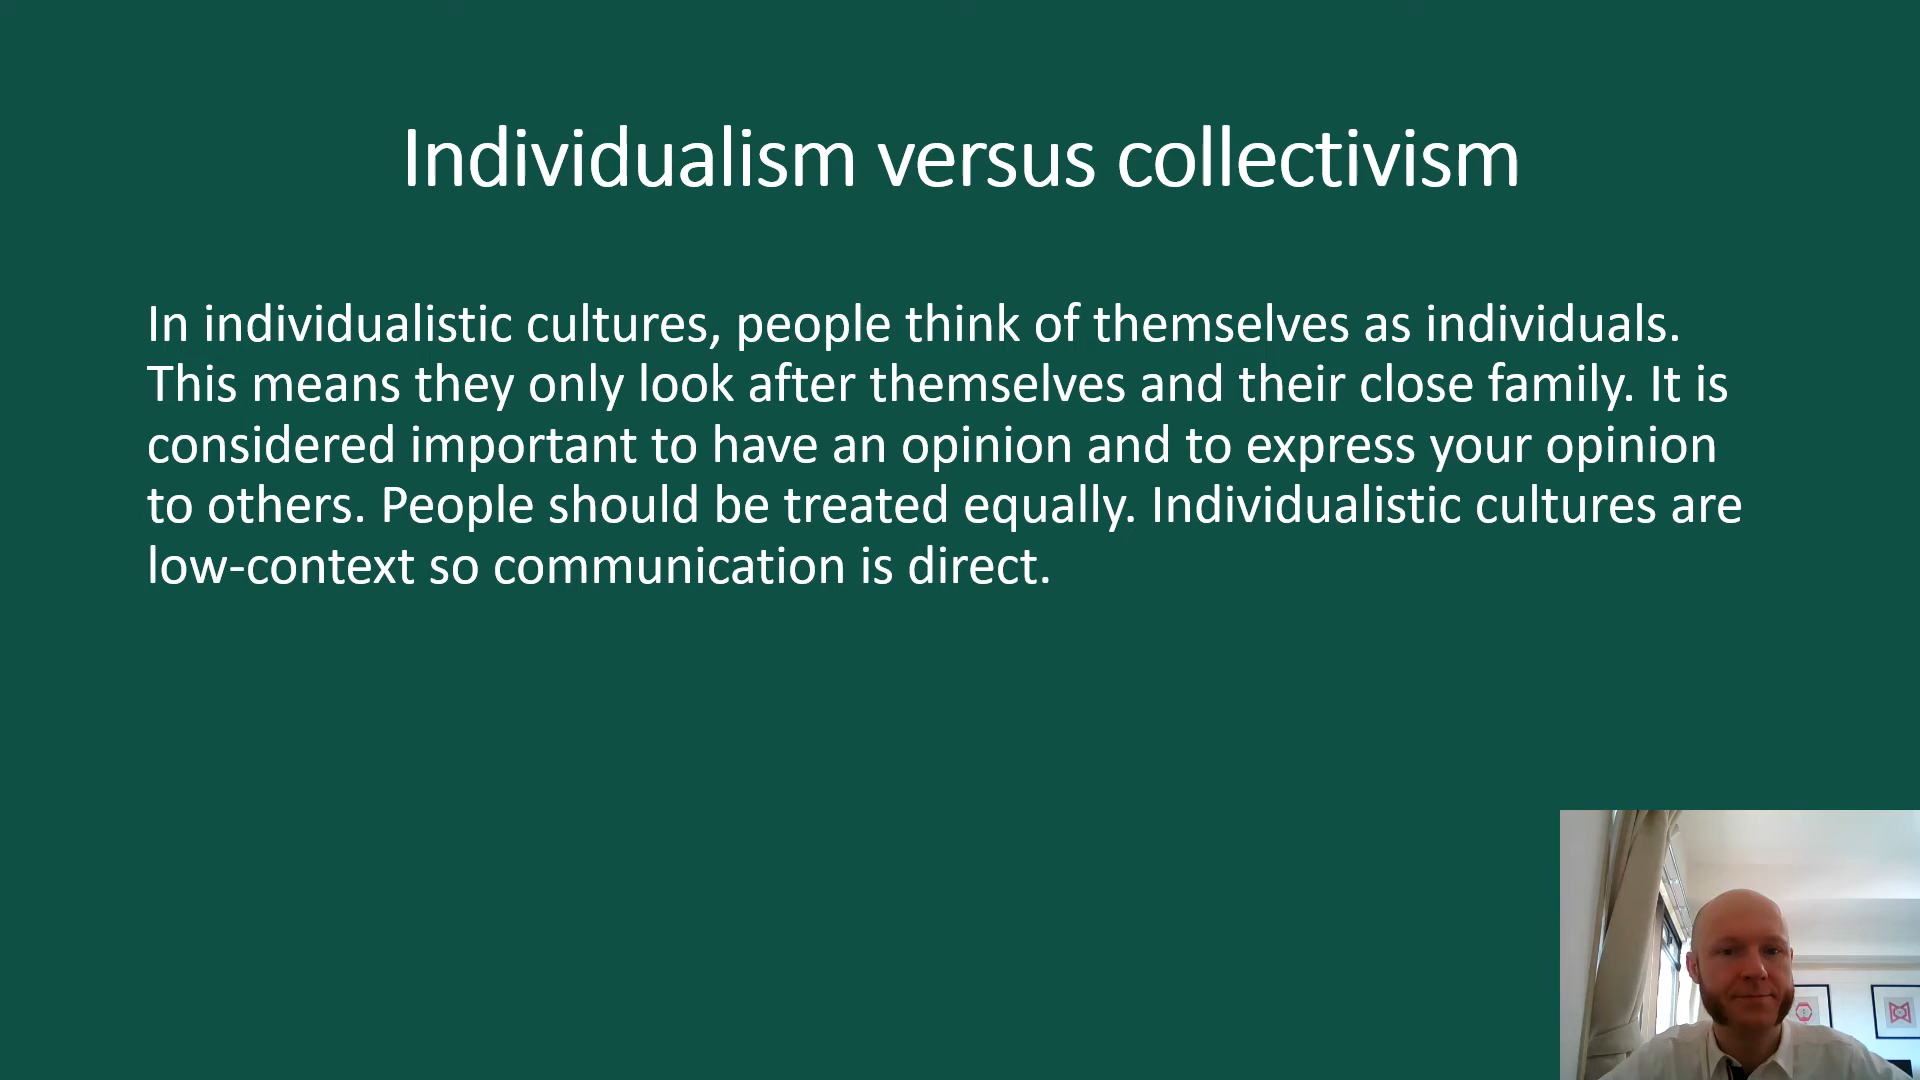 Individualism versus collectivism
In individualistic cultures, people think of themselves as individuals.
This means they only look after themselves and their close family. It is
considered important to have an opinion and to express your opinion
to others. People should be treated equally. Individualistic cultures are
low-context so communication is direct.